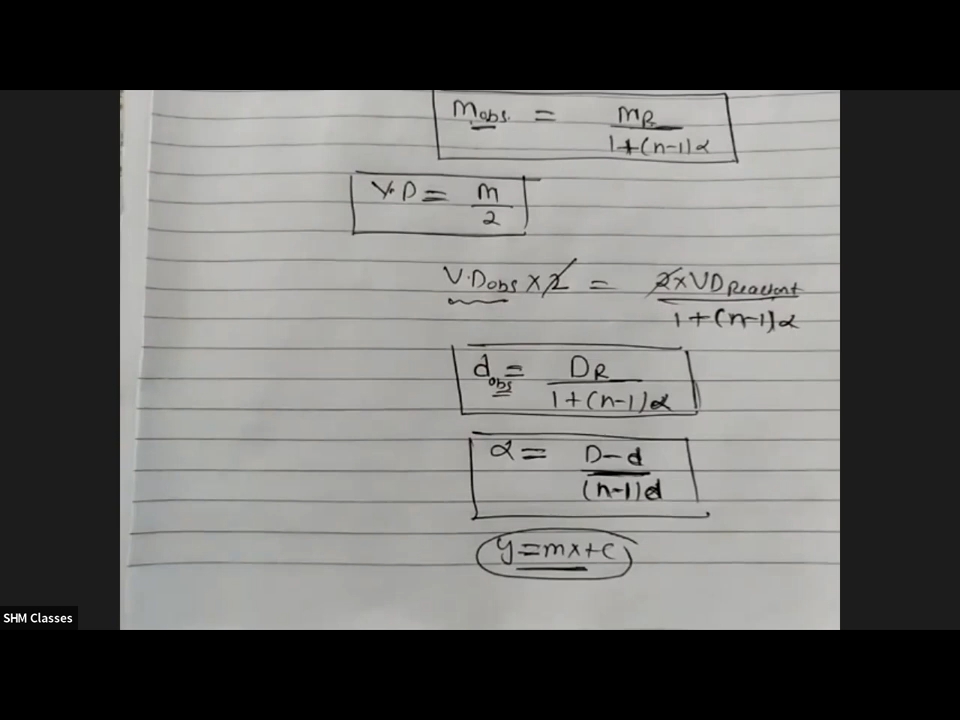 Mobs. = MR / 1+(n-1)α
V.D = M / 2
V.Dobs × 2 = 2×VDReactant / 1+(n-1)α
dobs = DR / 1+(n-1)α
α = D-d / (n-1)d
y=mx+c
SHM Classes